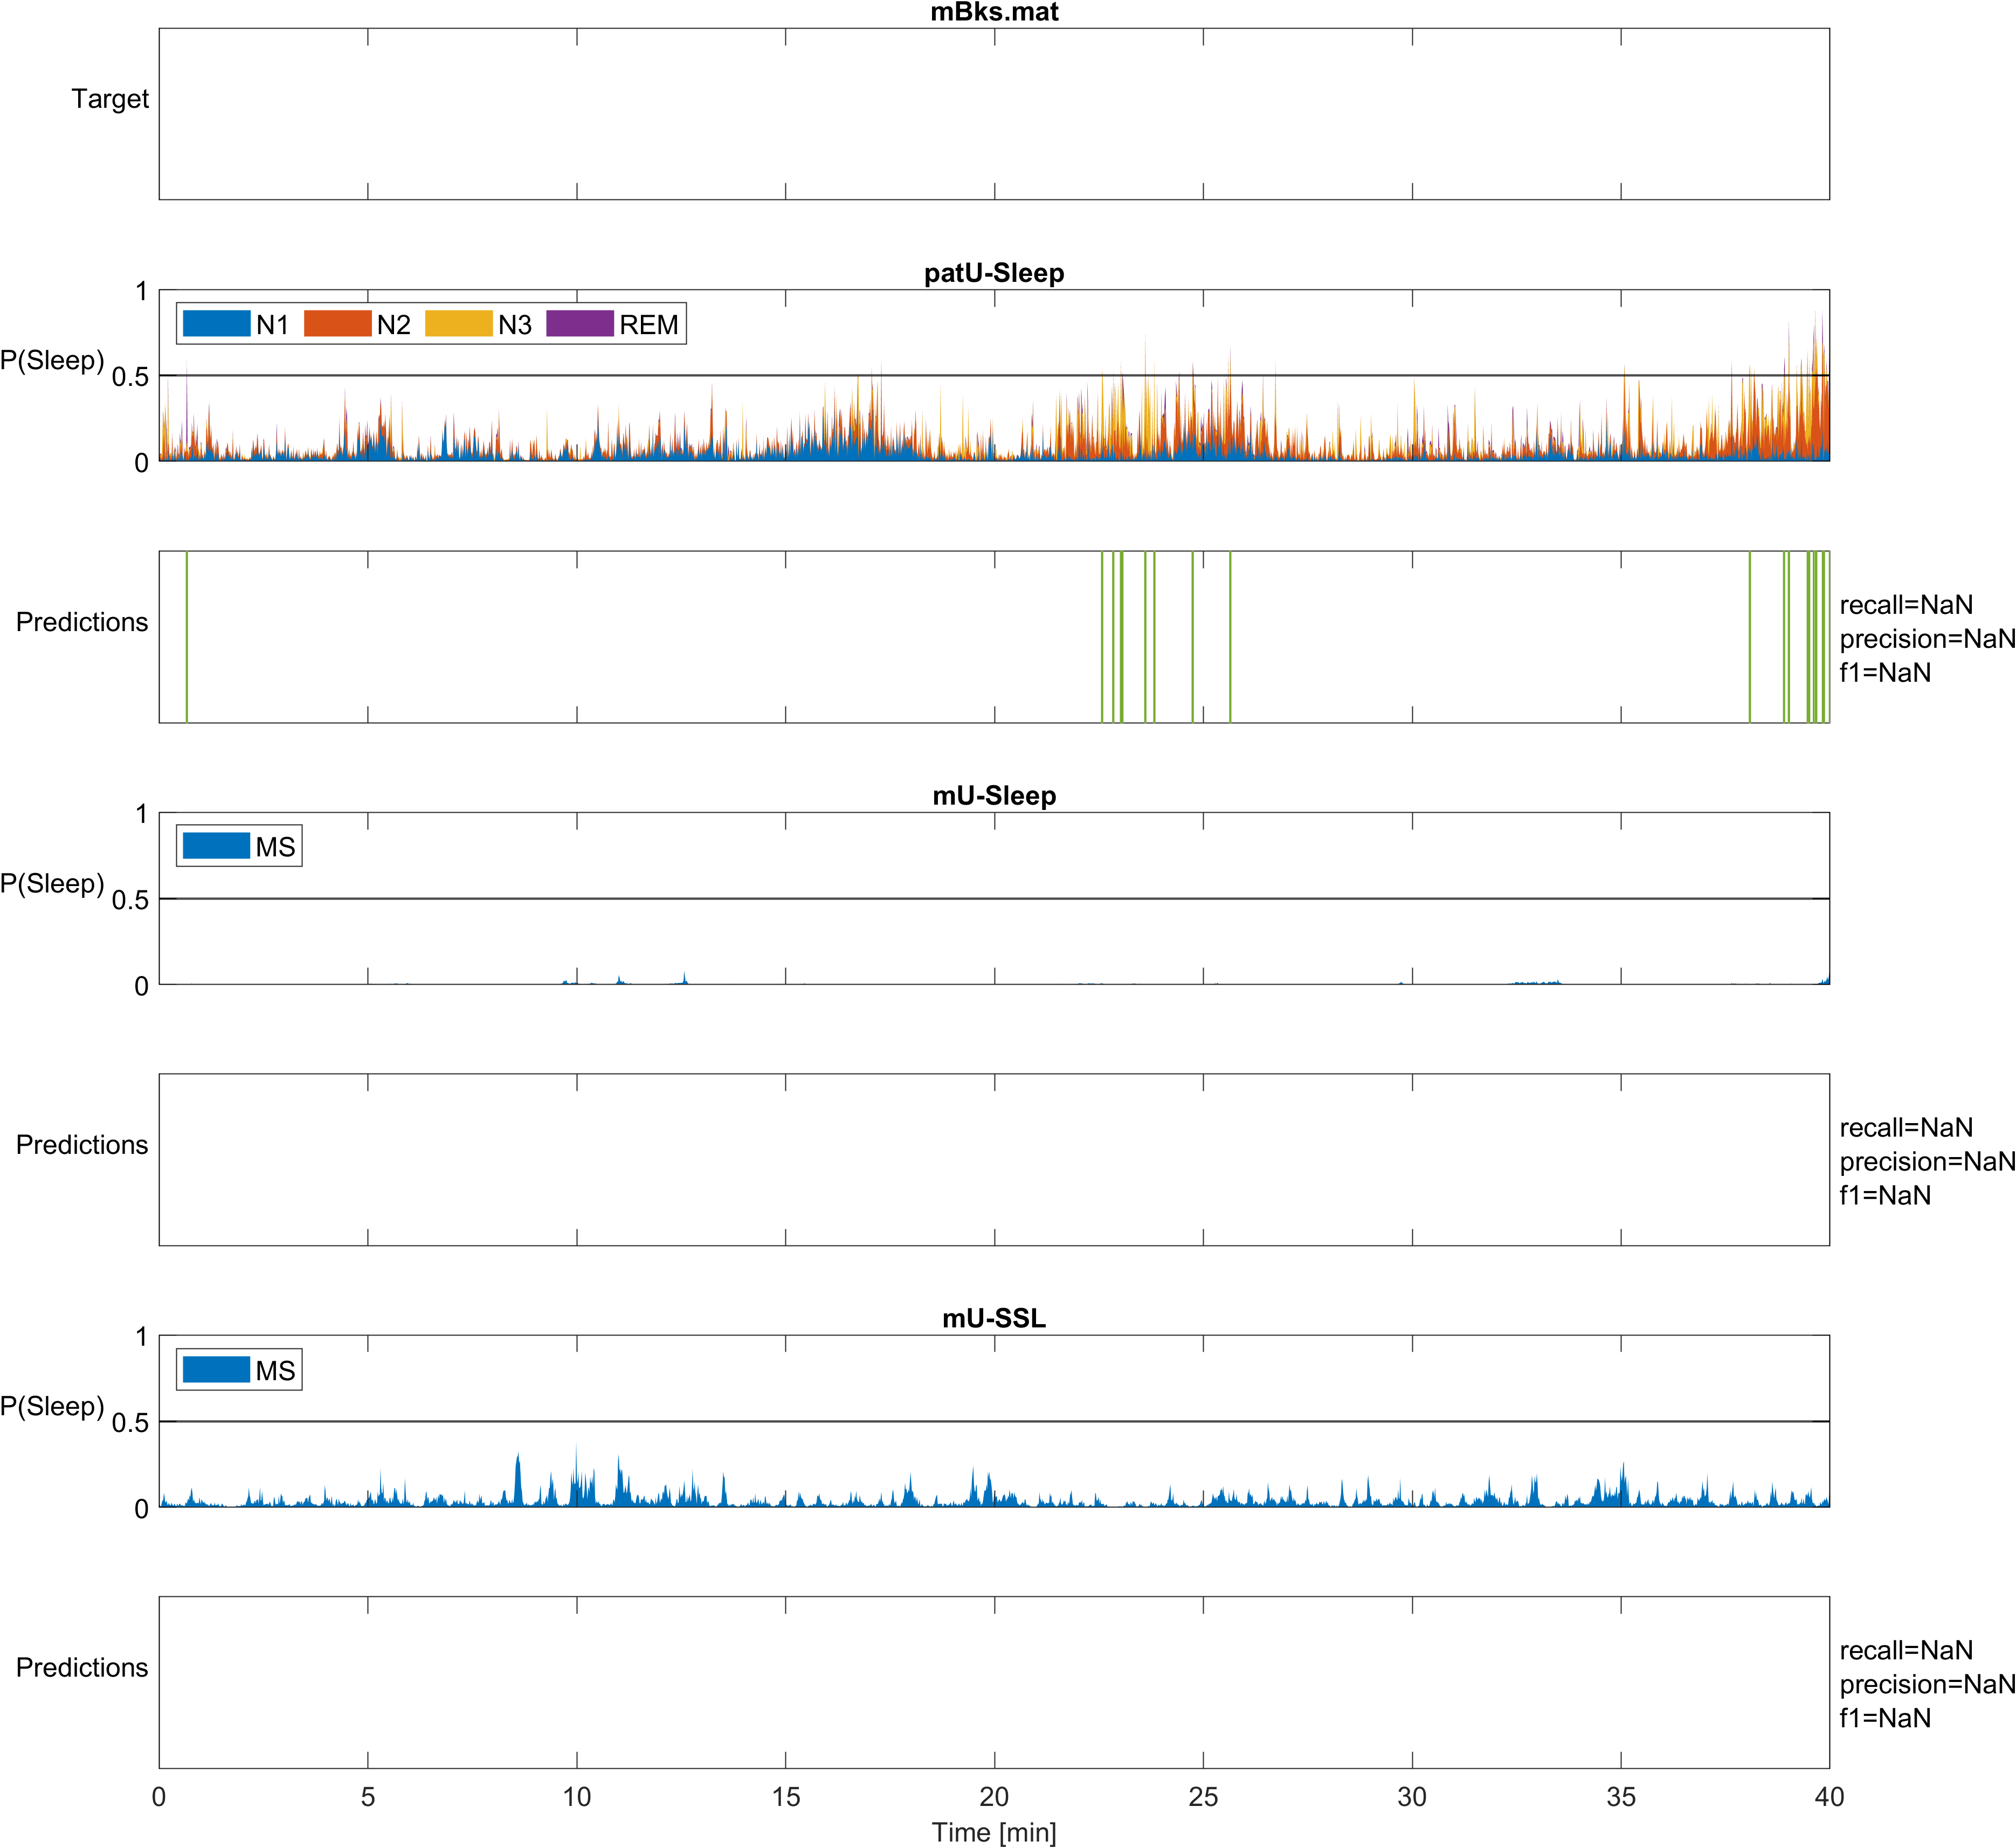 mBks.mat
Target
patU-Sleep
1
N1 N2 N3 REM
P(Sleep)
0.5
0
Predictions
recall=NaN
precision=NaN
f1=NaN
mU-Sleep
1
MS
P(Sleep)
0.5
0
Predictions
recall=NaN
precision=NaN
f1=NaN
mU-SSL
1
MS
P(Sleep)
0.5
0
Predictions
recall=NaN
precision=NaN
f1=NaN
0 5 10 15 20 25 30 35 40
Time [min]